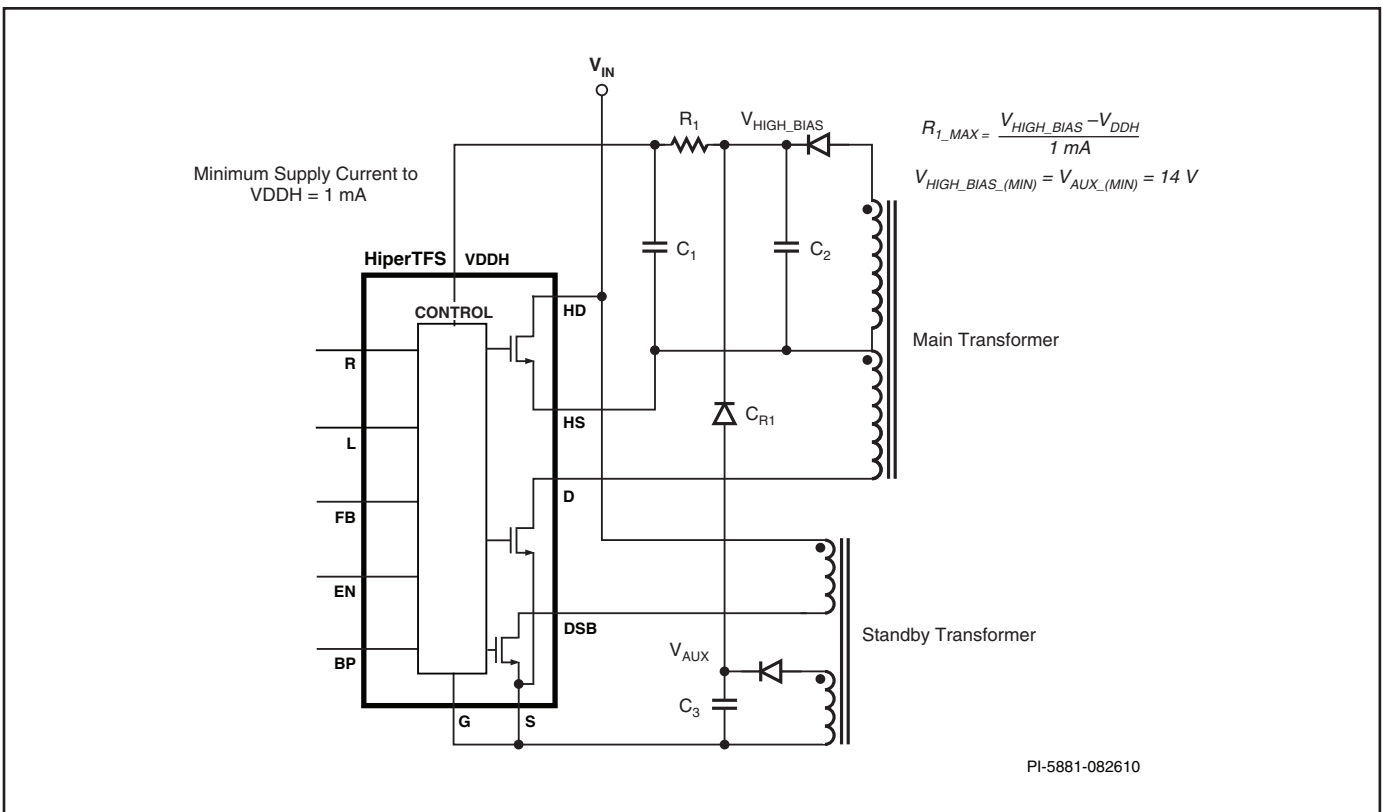 V_IN
R_1
V_HIGH_BIAS
R_1_MAX = V_HIGH_BIAS – V_DDH
1 mA
V_HIGH_BIAS_(MIN) = V_AUX_(MIN) = 14 V
Minimum Supply Current to
VDDH = 1 mA
C_1
C_2
HiperTFS
VDDH
CONTROL
HD
R
Main Transformer
HS
C_R1
L
D
FB
EN
DSB
Standby Transformer
BP
V_AUX
C_3
G
S
PI-5881-082610